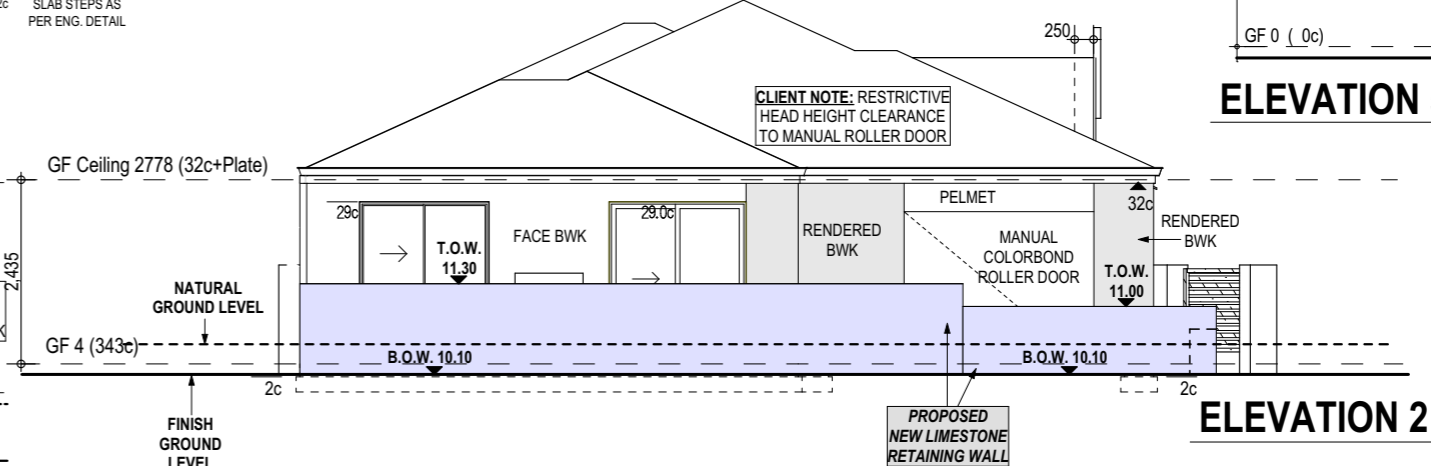 SLAB STEPS AS
PER ENG. DETAIL
250
GF 0 ( 0c)
ELEVATION
CLIENT NOTE: RESTRICTIVE
HEAD HEIGHT CLEARANCE
TO MANUAL ROLLER DOOR
GF Ceiling 2778 (32c+Plate)
29c
29.0c
FACE BWK
T.O.W.
11.30
RENDERED
BWK
PELMET
MANUAL
COLORBOND
ROLLER DOOR
32c
RENDERED
BWK
T.O.W.
11.00
2,435
NATURAL
GROUND LEVEL
GF 4 (343c)
B.O.W. 10.10
B.O.W. 10.10
2c
2c
FINISH
GROUND
LEVEL
PROPOSED
NEW LIMESTONE
RETAINING WALL
ELEVATION 2